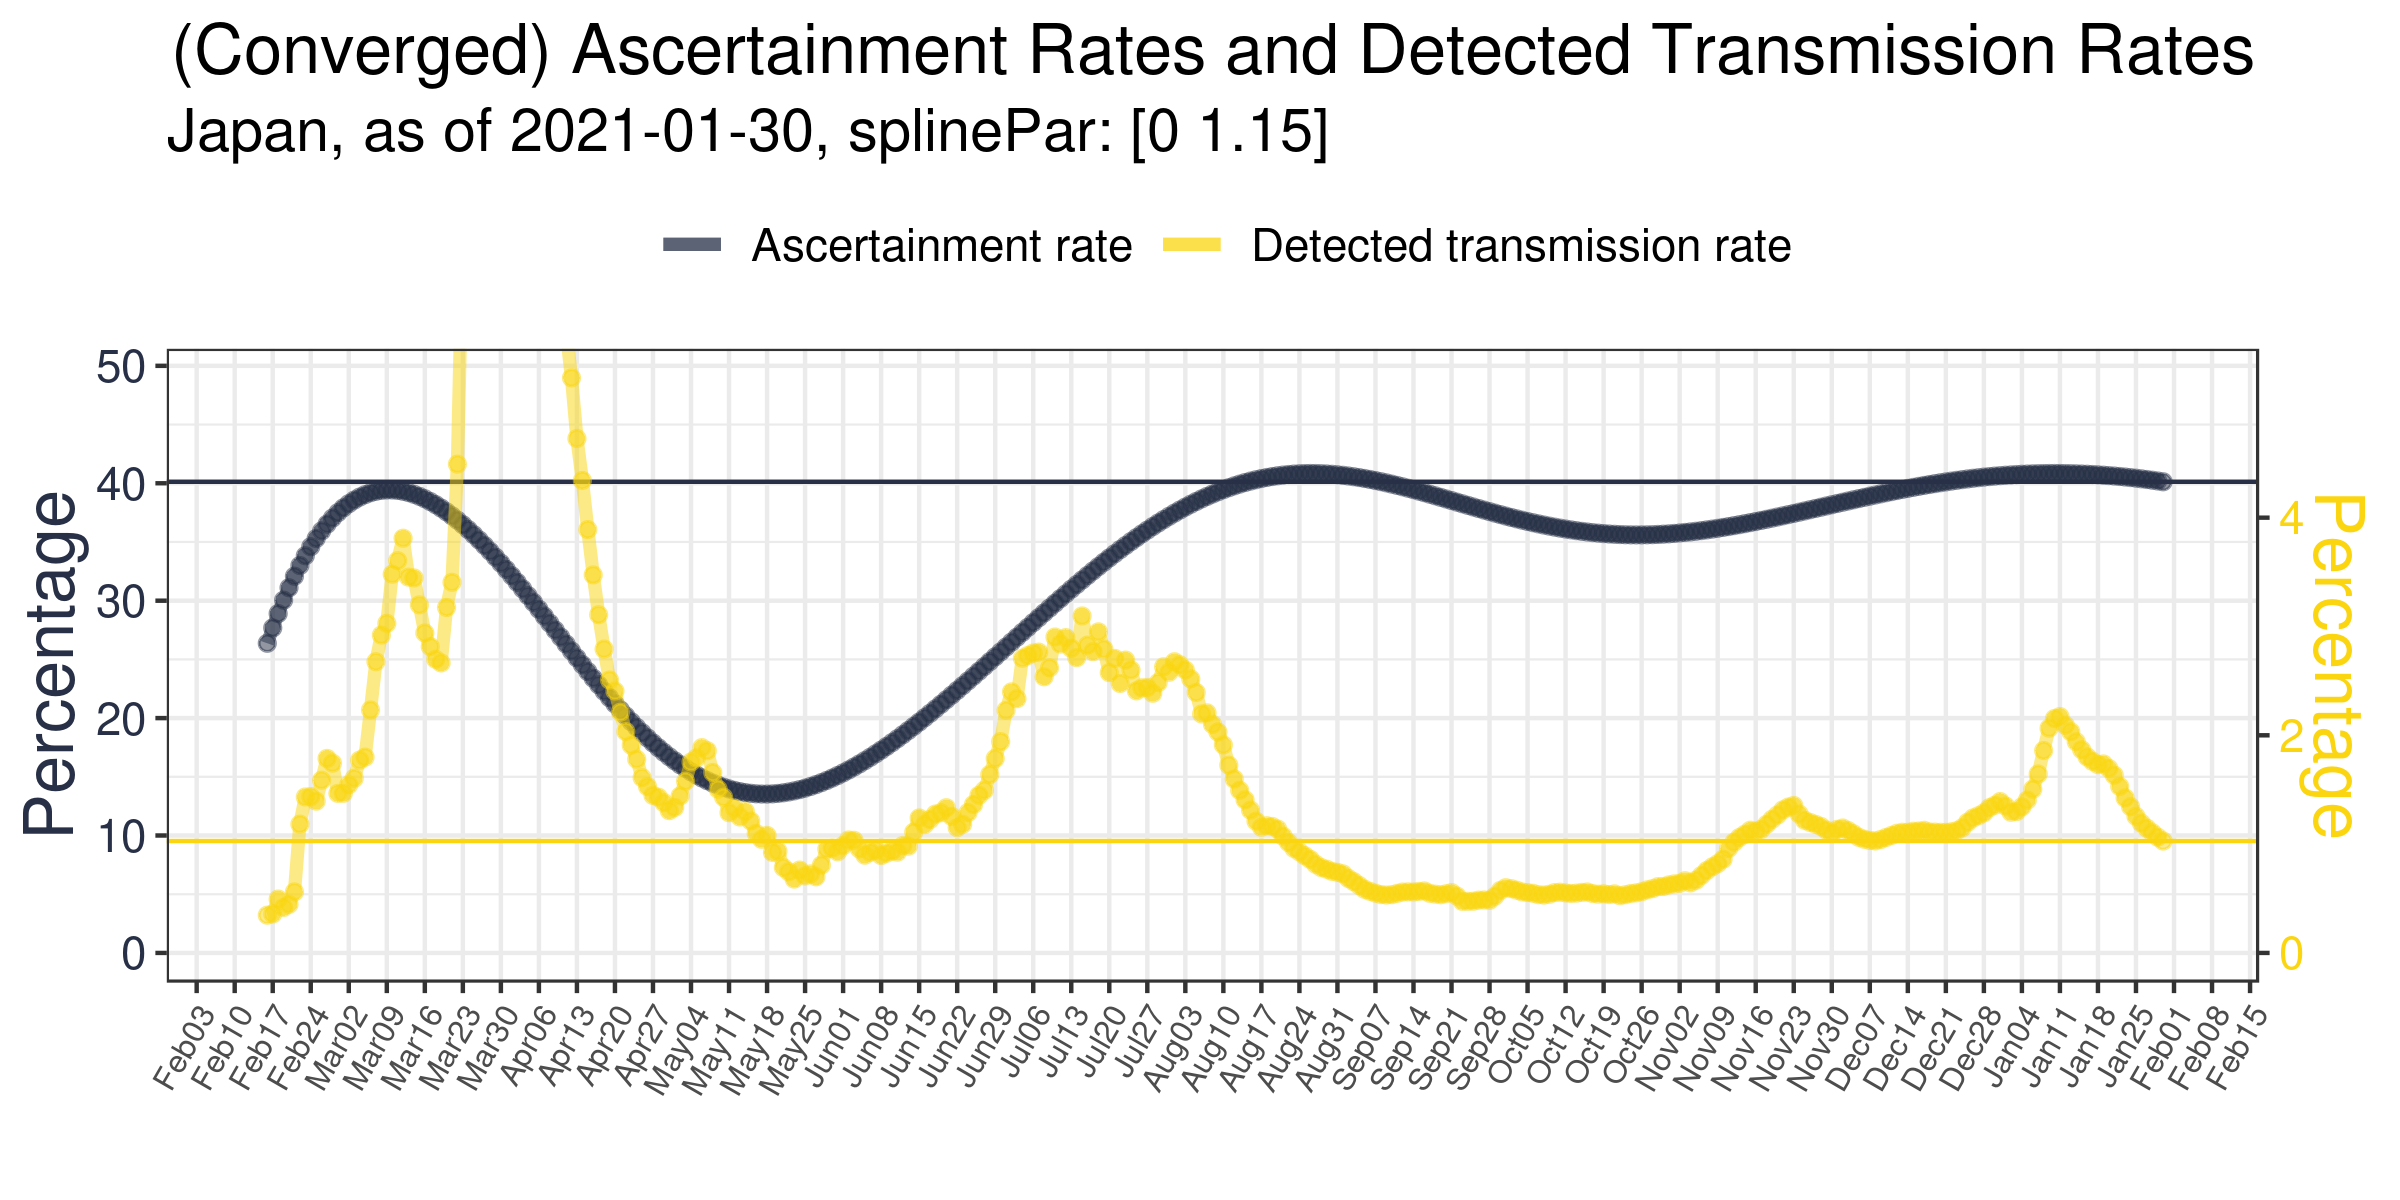 (Converged) Ascertainment Rates and Detected Transmission Rates
Japan, as of 2021-01-30, splinePar: [0 1.15]
Ascertainment rate
Detected transmission rate
Percentage
50
40
30
20
10
0
4
2
0
Percentage
Feb03
Feb10
Feb17
Feb24
Mar02
Mar09
Mar16
Mar23
Mar30
Apr06
Apr13
Apr20
Apr27
May04
May11
May18
May25
Jun01
Jun08
Jun15
Jun22
Jun29
Jul06
Jul13
Jul20
Jul27
Aug03
Aug10
Aug17
Aug24
Aug31
Sep07
Sep14
Sep21
Sep28
Oct05
Oct12
Oct19
Oct26
Nov02
Nov09
Nov16
Nov23
Nov30
Dec07
Dec14
Dec21
Dec28
Jan04
Jan11
Jan18
Jan25
Feb01
Feb08
Feb15